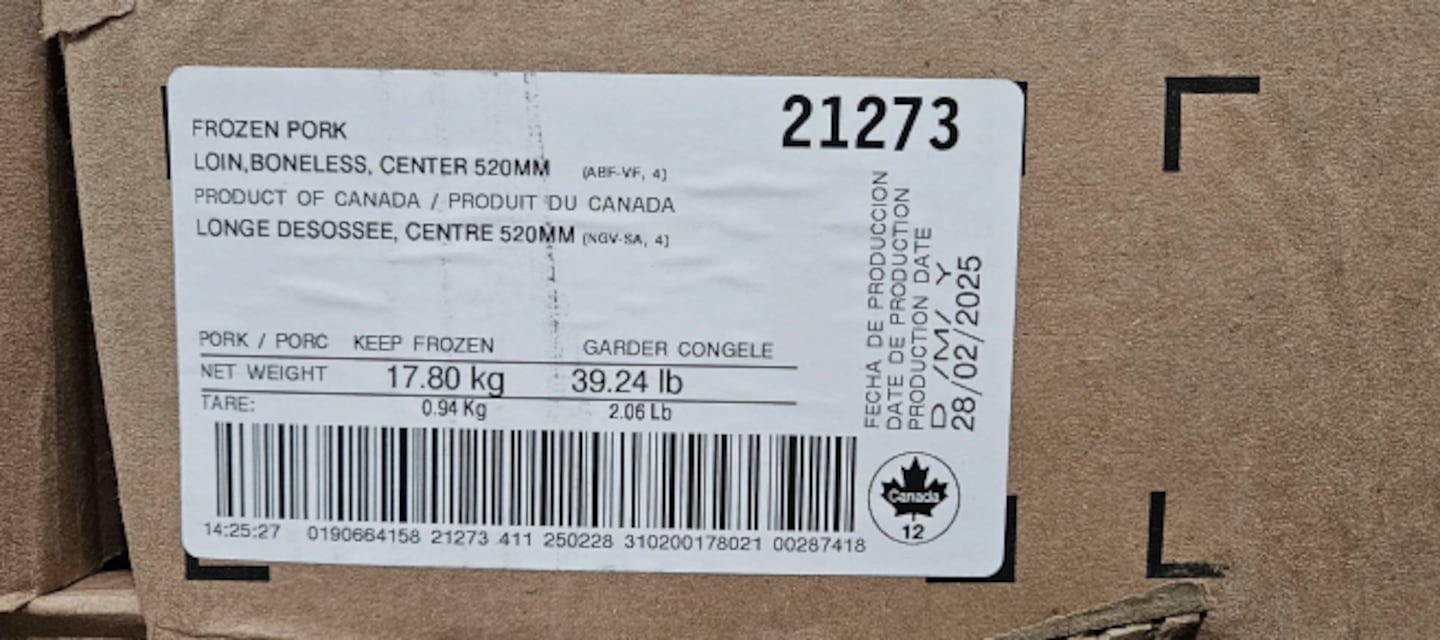 21273
FROZEN PORK
LOIN,BONELESS, CENTER 520MM (ABF-VF, 4)
PRODUCT OF CANADA / PRODUIT DU CANADA
LONGE DESOSSEE, CENTRE 520MM (NGV-SA, 4)
PORK / PORC KEEP FROZEN GARDER CONGELE
NET WEIGHT 17.80 kg 39.24 lb
TARE: 0.94 Kg 2.06 Lb
14:25:27 0190664158 21273 411 250228 310200178021 00287418
FECHA DE PRODUCCION
DATE DE PRODUCTION
PRODUCTION DATE
D /M/ Y
28/02/2025
Canada
12